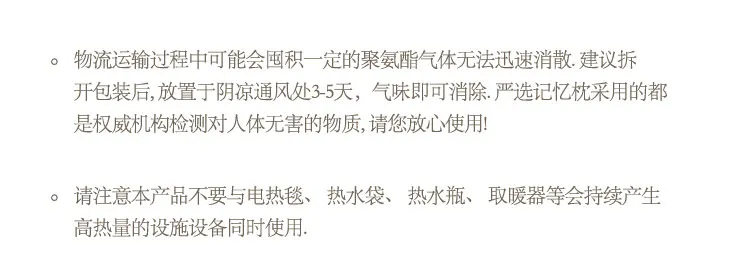 物流运输过程中可能会囤积一定的聚氨酯气体无法迅速消散. 建议拆
开包装后, 放置于阴凉通风处3-5天，气味即可消除. 严选记忆枕采用的都
是权威机构检测对人体无害的物质, 请您放心使用!
请注意本产品不要与电热毯、热水袋、热水瓶、取暖器等会持续产生
高热量的设施设备同时使用.